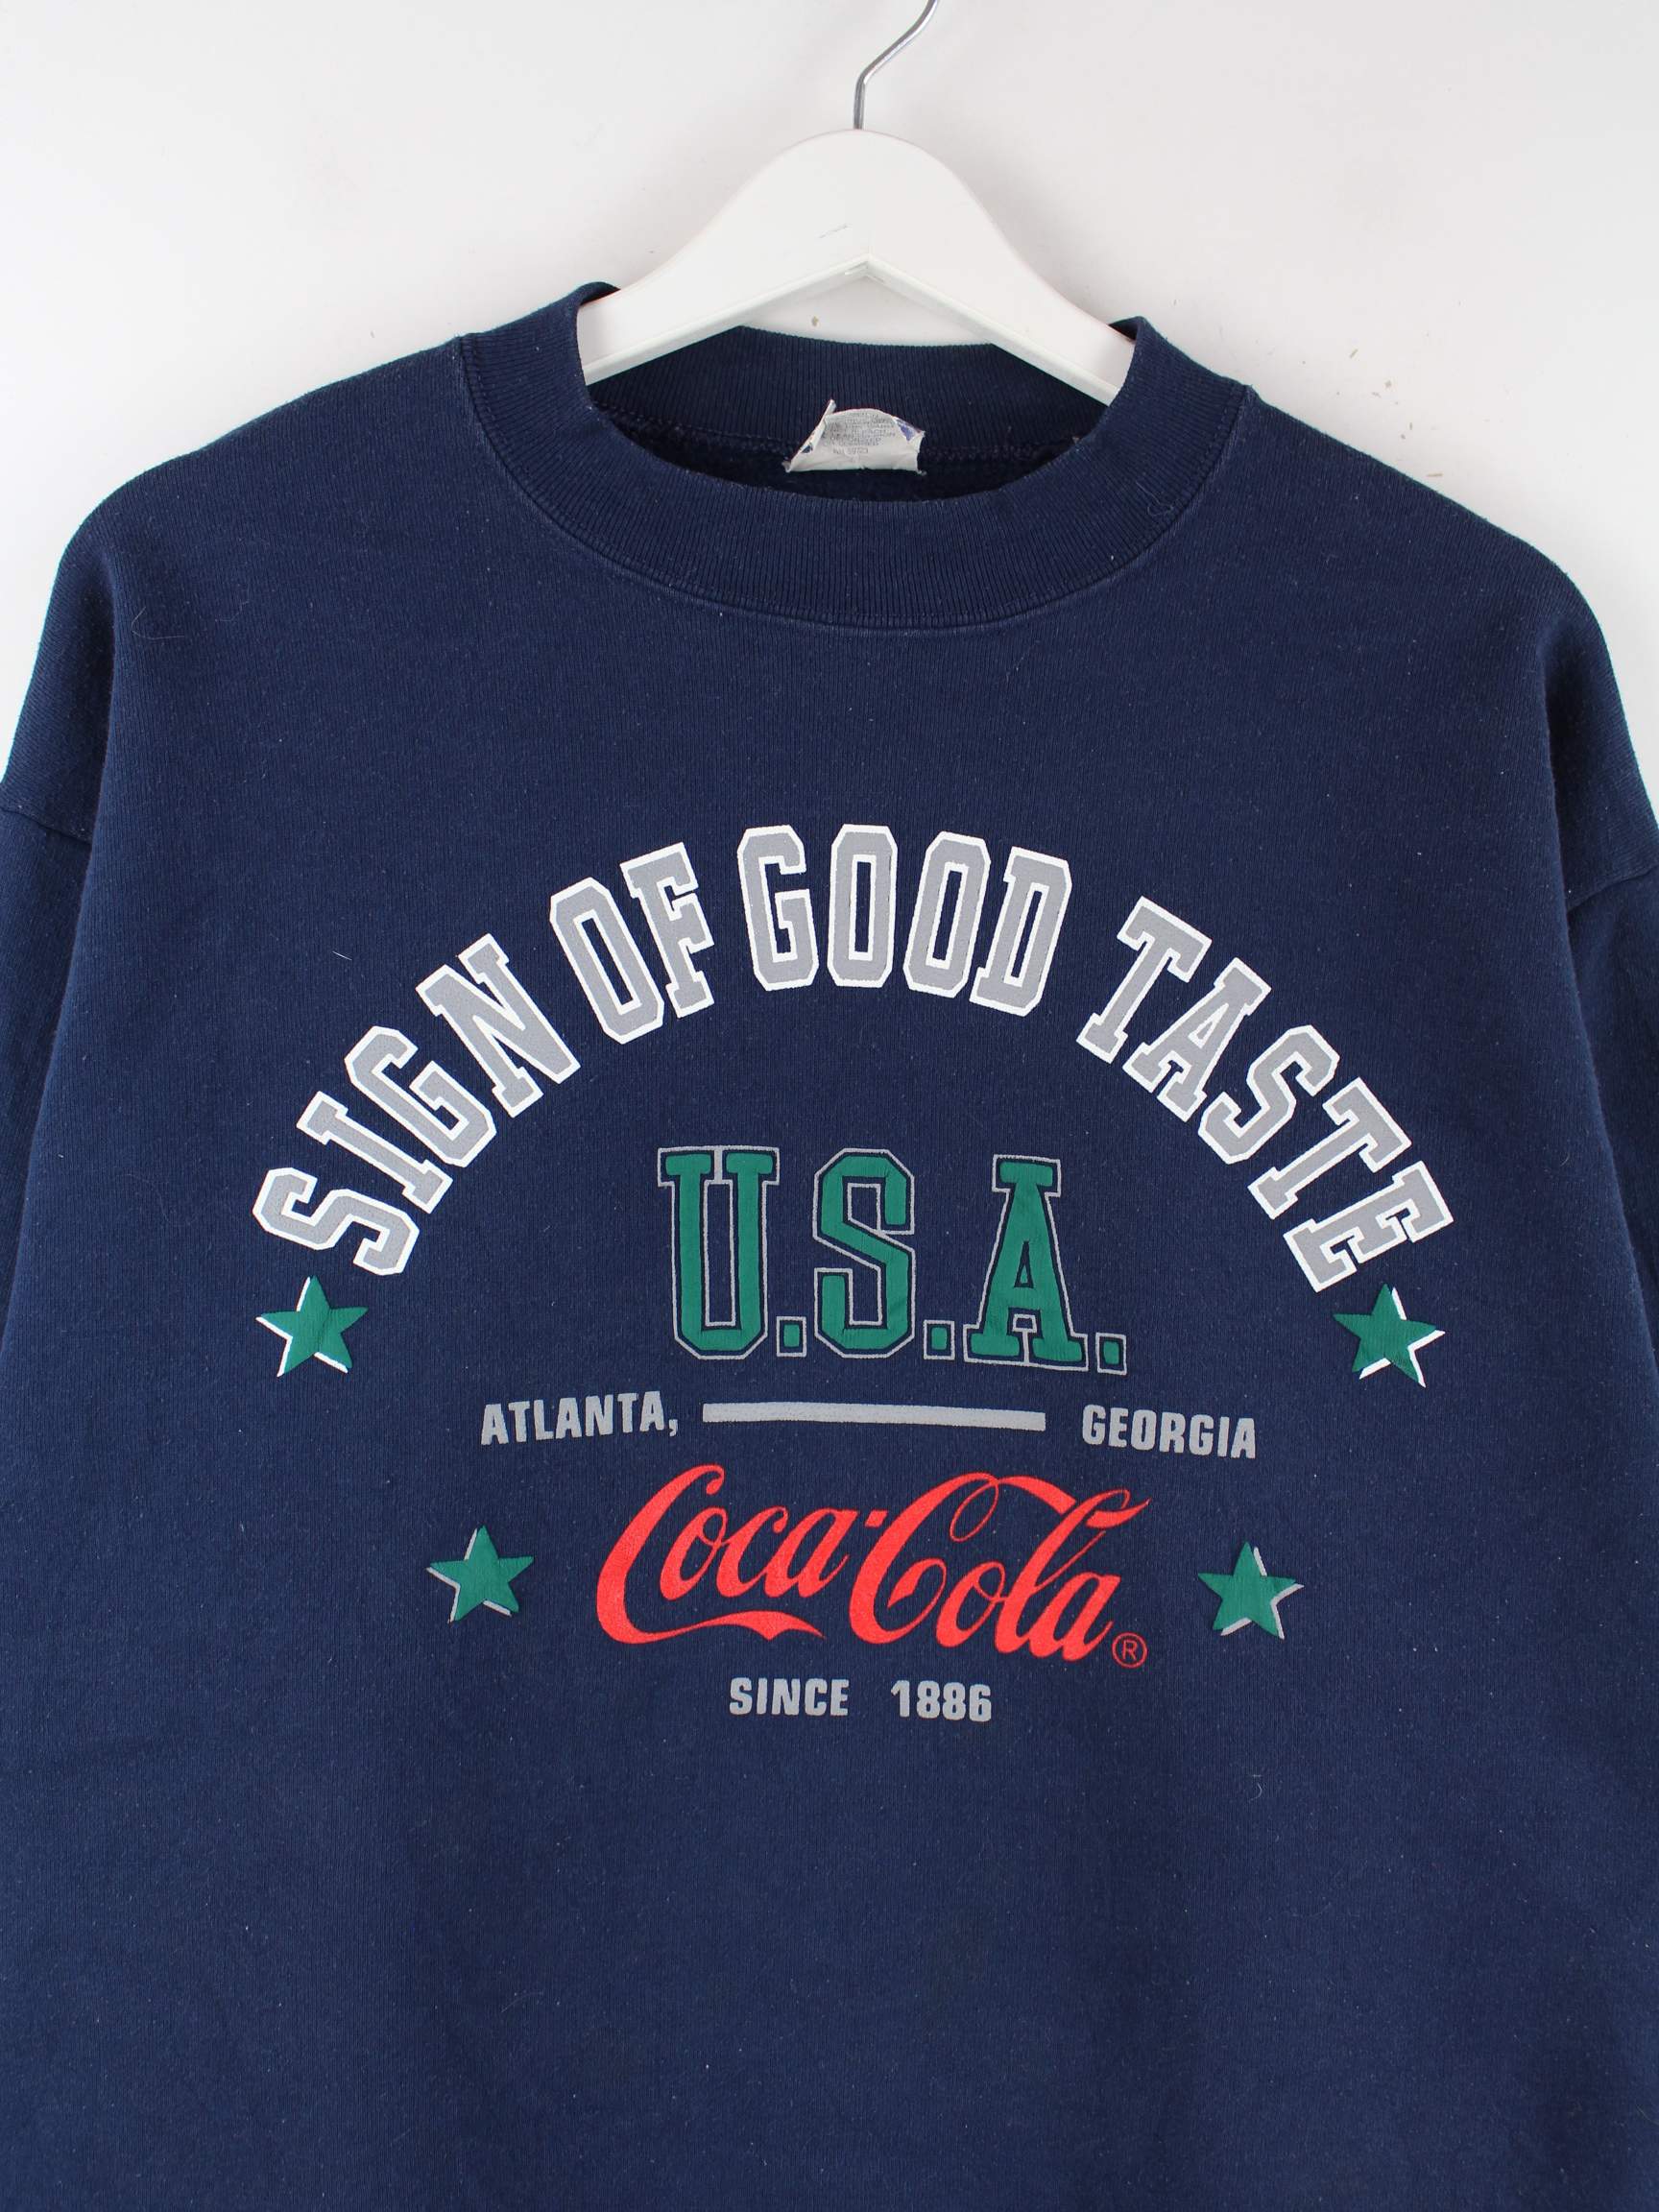 SIGN OF GOOD TASTE
U.S.A.
ATLANTA, GEORGIA
Coca-Cola ®
SINCE 1886